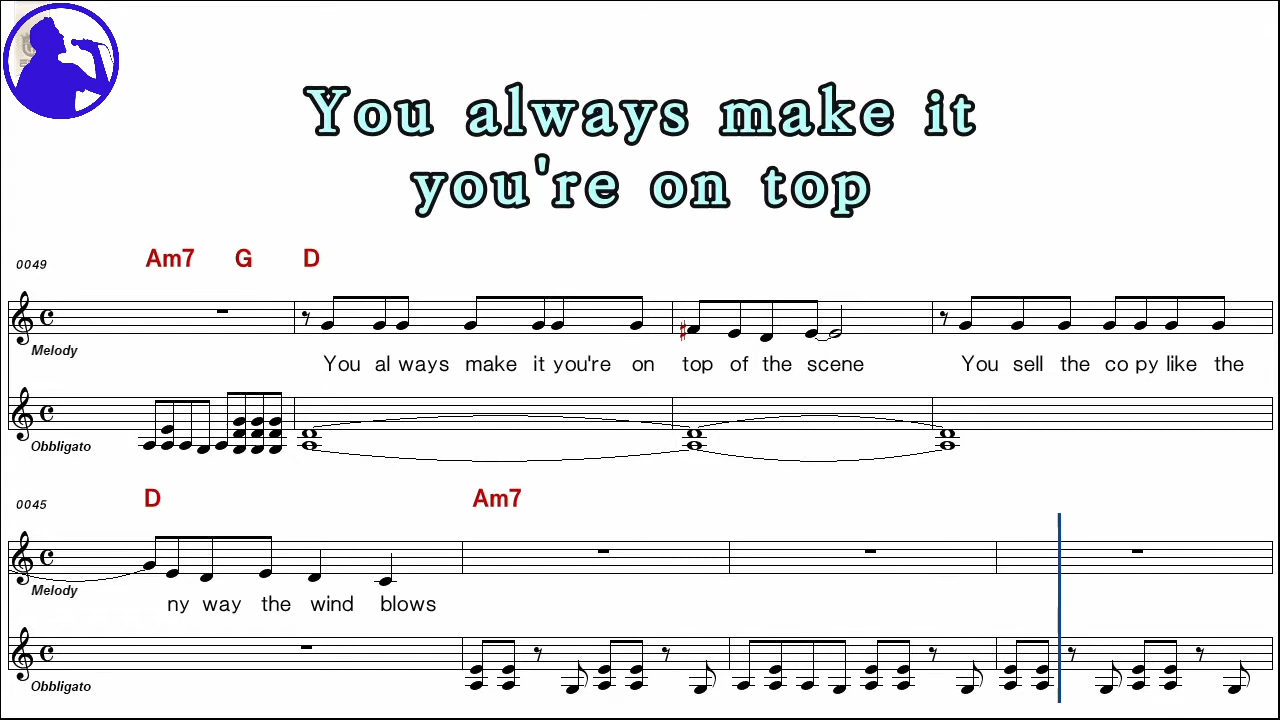 You always make it
you're on top
0049
Am7 G D
Melody
You al ways make it you're on top of the scene You sell the co py like the
Obbligato
0045
D Am7
Melody
ny way the wind blows
Obbligato